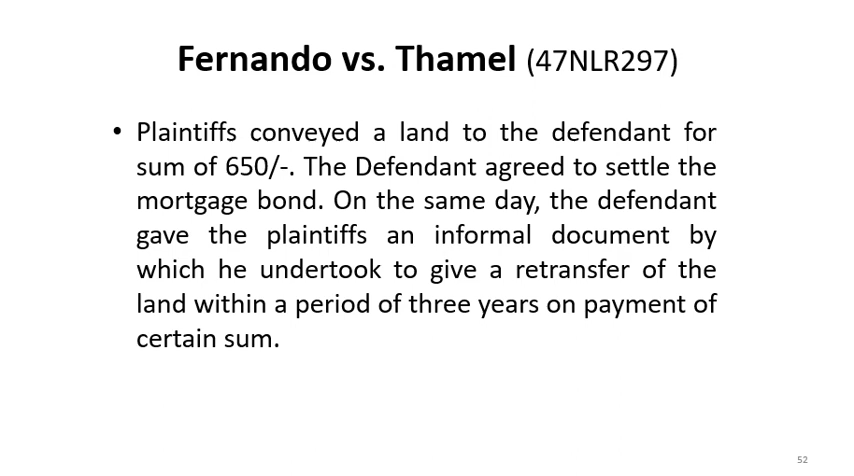 Fernando vs. Thamel (47NLR297)
• Plaintiffs conveyed a land to the defendant for
sum of 650/-. The Defendant agreed to settle the
mortgage bond. On the same day, the defendant
gave the plaintiffs an informal document by
which he undertook to give a retransfer of the
land within a period of three years on payment of
certain sum.
52